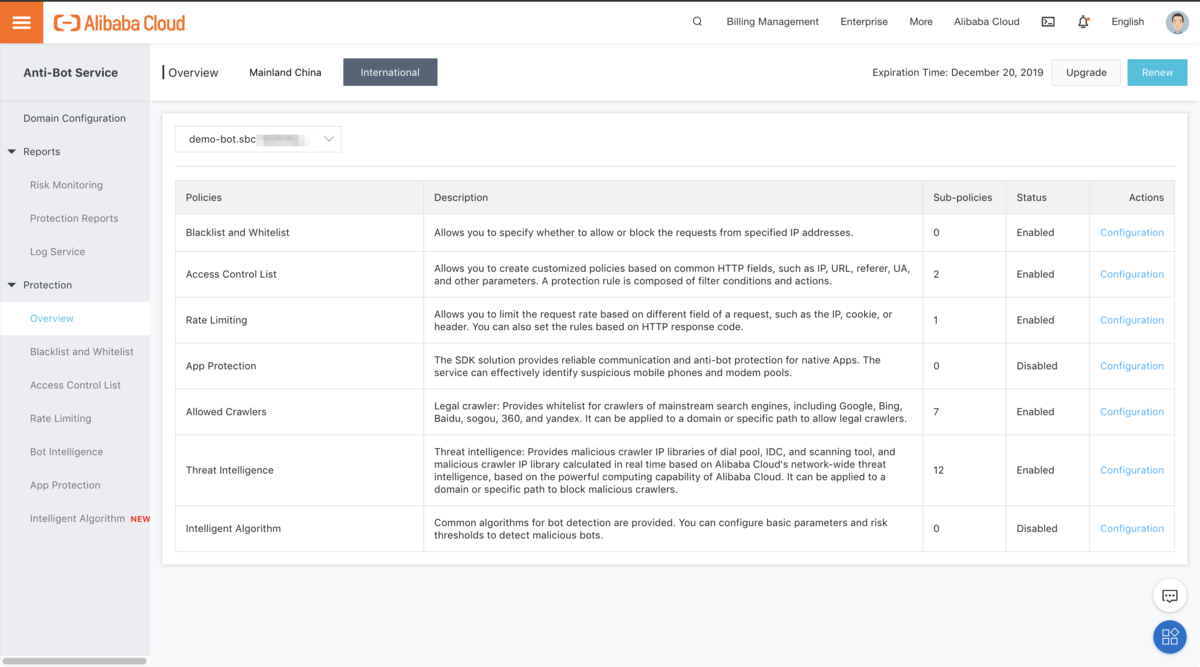 Alibaba Cloud
Billing Management
Enterprise
More
Alibaba Cloud
English
Anti-Bot Service
Overview
Mainland China
International
Expiration Time: December 20, 2019
Upgrade
Renew
Domain Configuration
Reports
Risk Monitoring
Protection Reports
Log Service
Protection
Overview
Blacklist and Whitelist
Access Control List
Rate Limiting
Bot Intelligence
App Protection
Intelligent Algorithm NEW
demo-bot.sbc
Policies
Description
Sub-policies
Status
Actions
Blacklist and Whitelist
Allows you to specify whether to allow or block the requests from specified IP addresses.
0
Enabled
Configuration
Access Control List
Allows you to create customized policies based on common HTTP fields, such as IP, URL, referer, UA,
and other parameters. A protection rule is composed of filter conditions and actions.
2
Enabled
Configuration
Rate Limiting
Allows you to limit the request rate based on different field of a request, such as the IP, cookie, or
header. You can also set the rules based on HTTP response code.
1
Enabled
Configuration
App Protection
The SDK solution provides reliable communication and anti-bot protection for native Apps. The
service can effectively identify suspicious mobile phones and modem pools.
0
Disabled
Configuration
Allowed Crawlers
Legal crawler: Provides whitelist for crawlers of mainstream search engines, including Google, Bing,
Baidu, sogou, 360, and yandex. It can be applied to a domain or specific path to allow legal crawlers.
7
Enabled
Configuration
Threat Intelligence
Threat intelligence: Provides malicious crawler IP libraries of dial pool, IDC, and scanning tool, and
malicious crawler IP library calculated in real time based on Alibaba Cloud's network-wide threat
intelligence, based on the powerful computing capability of Alibaba Cloud. It can be applied to a
domain or specific path to block malicious crawlers.
12
Enabled
Configuration
Intelligent Algorithm
Common algorithms for bot detection are provided. You can configure basic parameters and risk
thresholds to detect malicious bots.
0
Disabled
Configuration